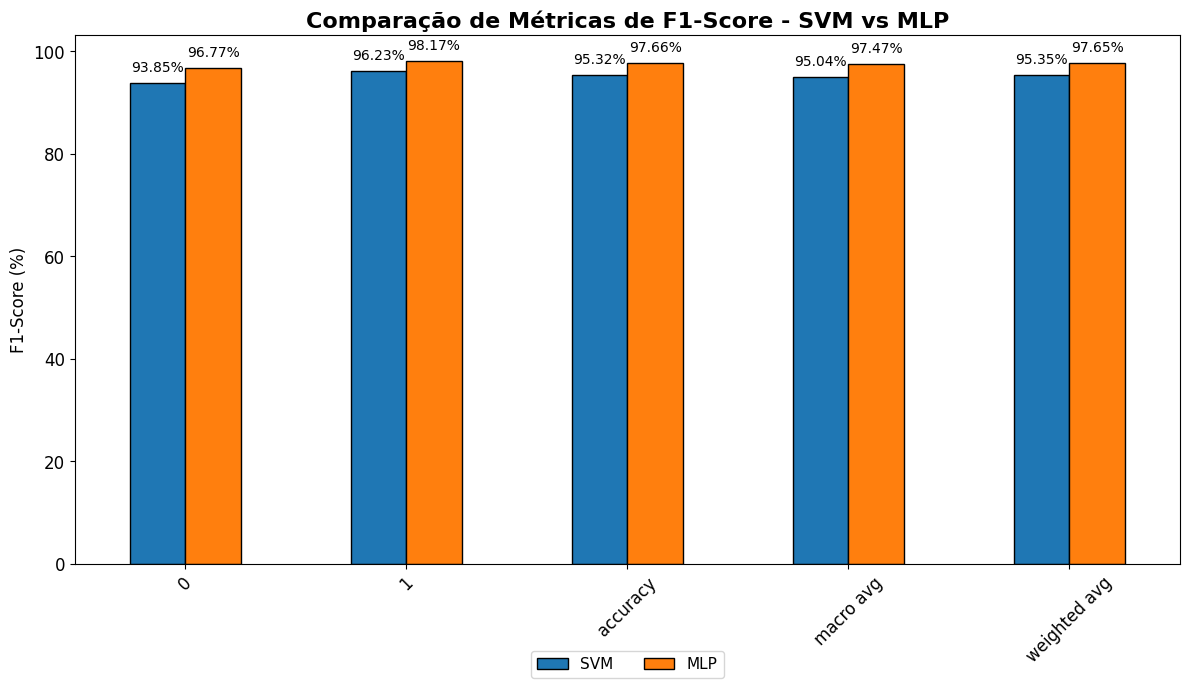 Comparação de Métricas de F1-Score - SVM vs MLP
F1-Score (%)
100
80
60
40
20
0
93.85%
96.77%
96.23%
98.17%
95.32%
97.66%
95.04%
97.47%
95.35%
97.65%
0
1
accuracy
macro avg
weighted avg
SVM
MLP